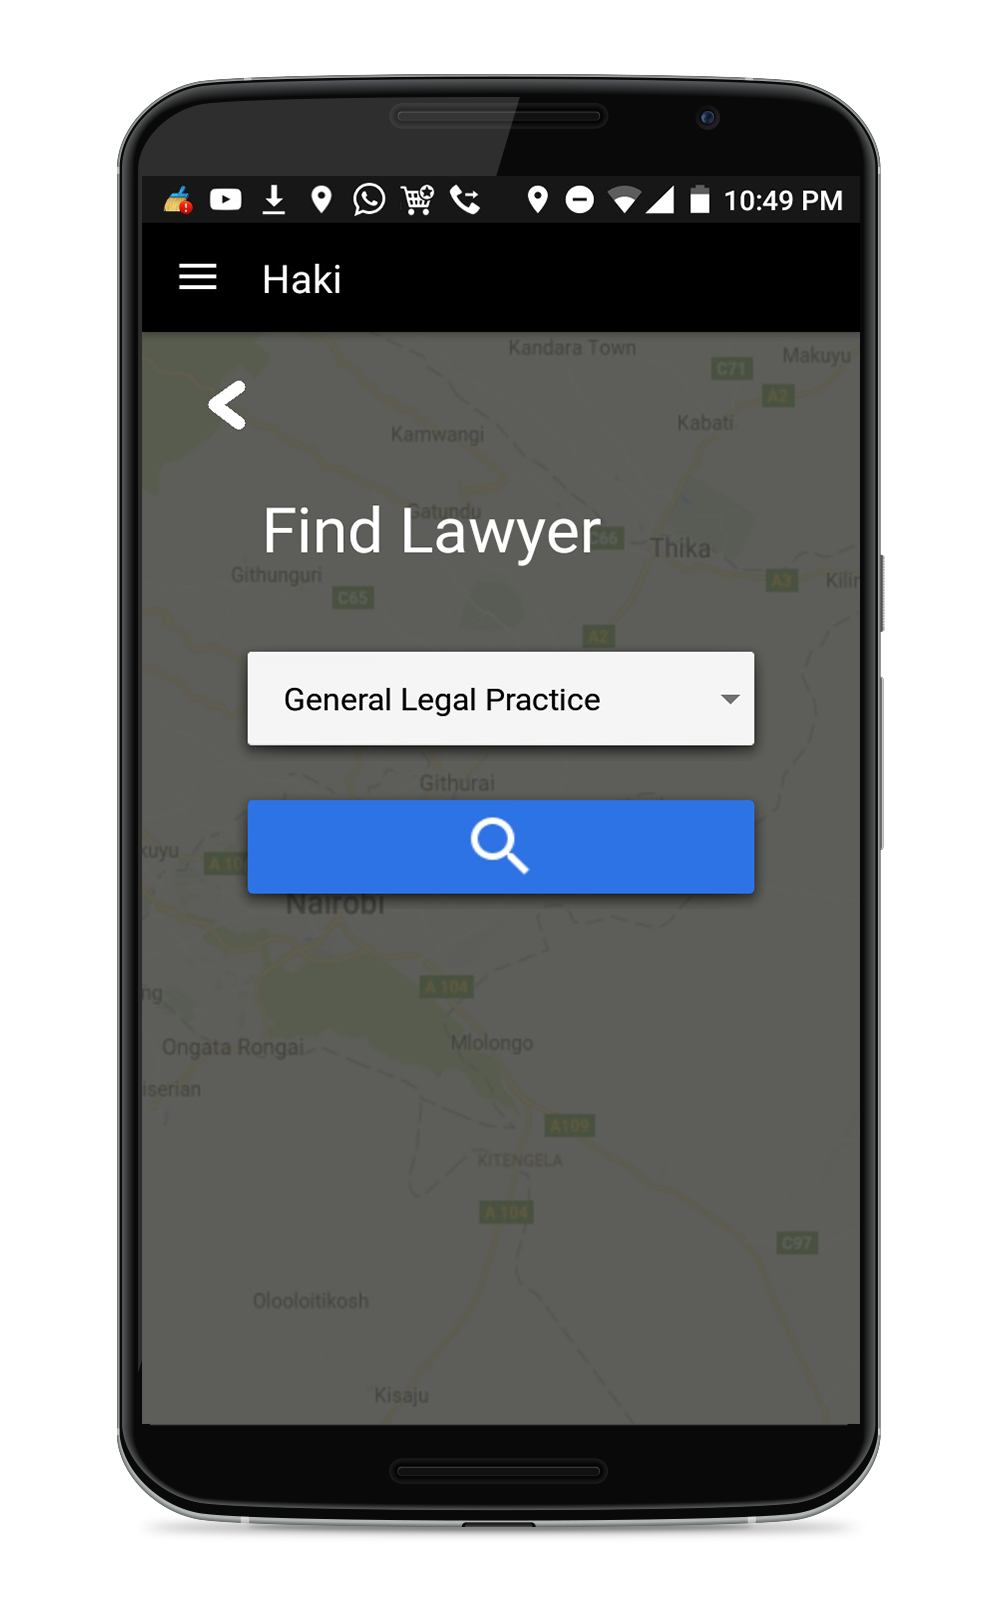 10:49 PM
Haki
Kandara Town
Makuyu
C71
A2
Kabati
Kamwangi
Gatundu
Find Lawyer
C66
Thika
Githunguri
A3
Kilir
C65
A2
General Legal Practice
Githurai
kuyu
A 10
Nairobi
A 104
ng
Ongata Rongai
Mlolongo
iserian
A109
KITENGELA
A 104
C97
Olooloitikosh
Kisaju